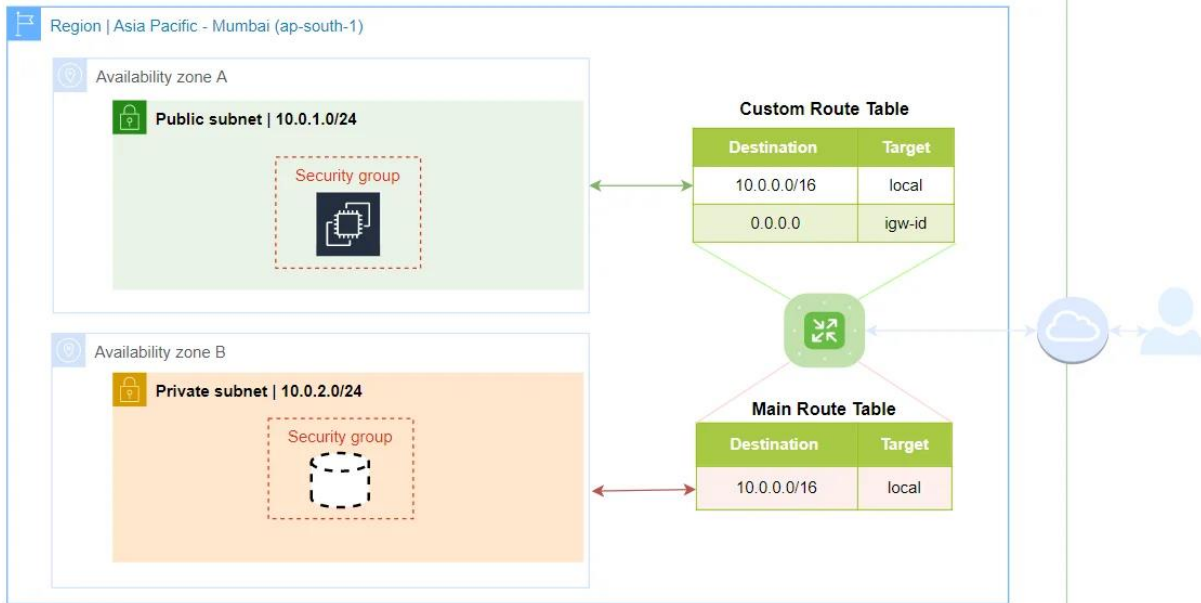 Region | Asia Pacific - Mumbai (ap-south-1)
Availability zone A
Public subnet | 10.0.1.0/24
Security group
Custom Route Table
Destination Target
10.0.0.0/16 local
0.0.0.0 igw-id
Availability zone B
Private subnet | 10.0.2.0/24
Security group
Main Route Table
Destination Target
10.0.0.0/16 local